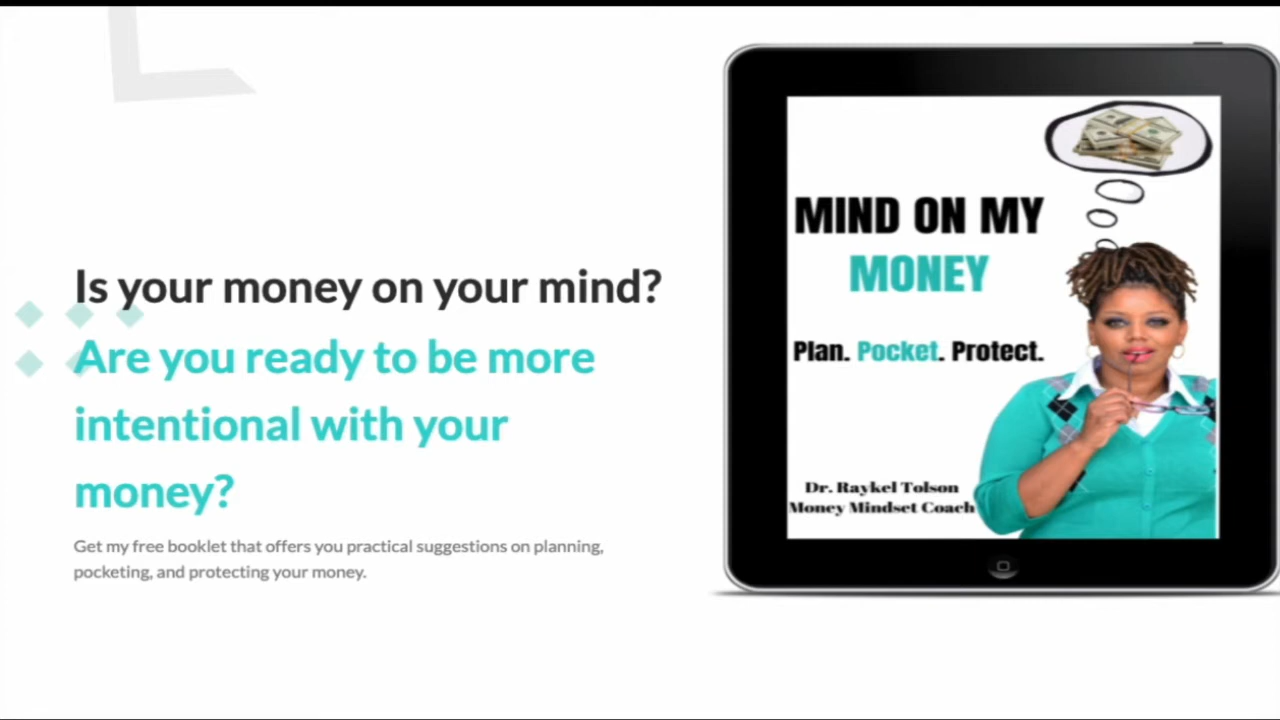 Is your money on your mind?
Are you ready to be more
intentional with your
money?
Get my free booklet that offers you practical suggestions on planning,
pocketing, and protecting your money.
MIND ON MY
MONEY
Plan. Pocket. Protect.
Dr. Raykel Tolson
Money Mindset Coach